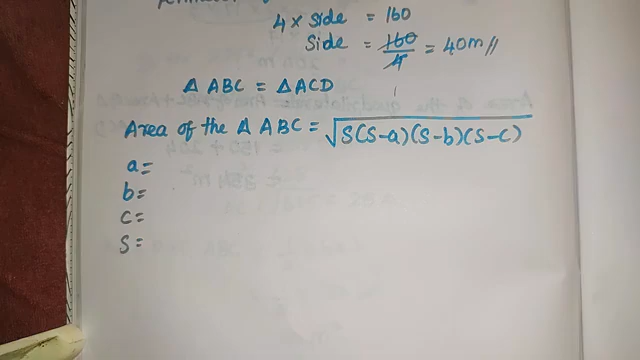 4 x side = 160
Side = 160/4 = 40m//
Δ ABC = Δ ACD
Area of the Δ ABC = √S(S-a)(S-b)(S-c)
a=
b=
c=
S=